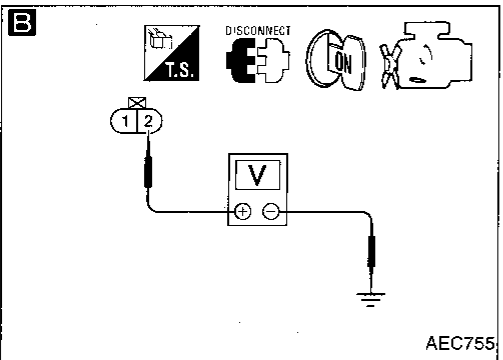 B
T.S.
DISCONNECT
ON
1 2
V
+ -
AEC755